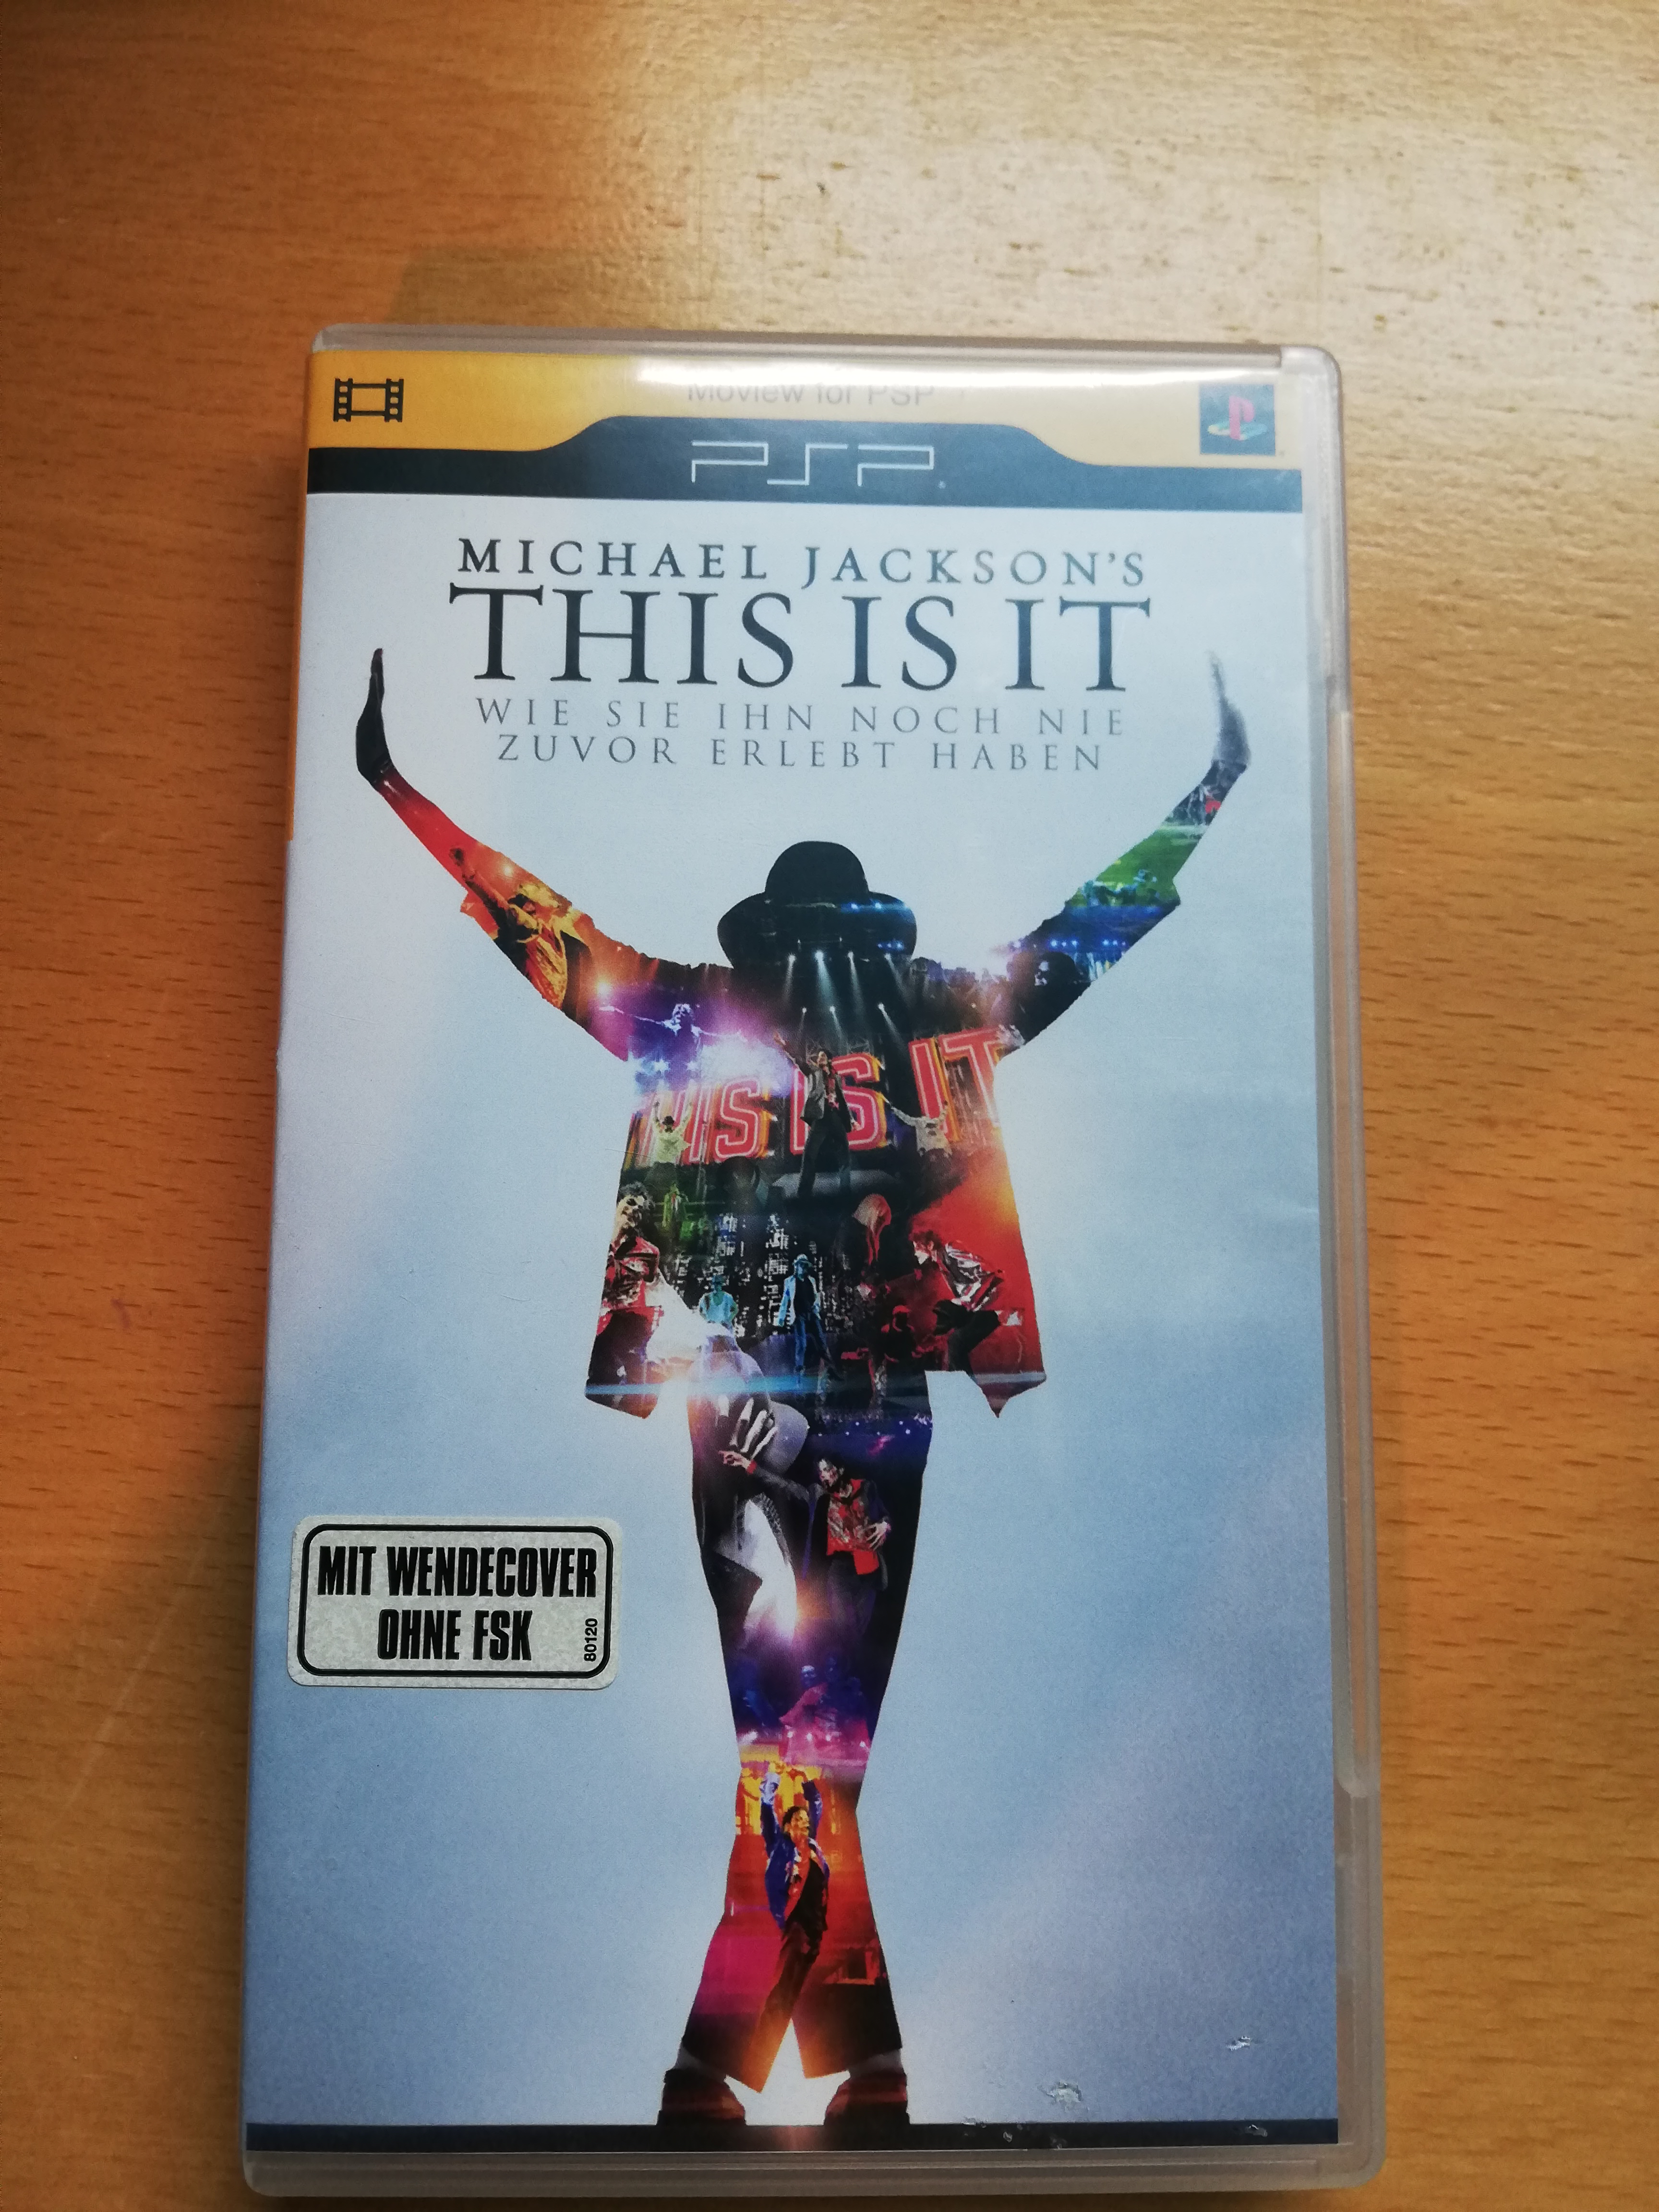 Moview for PSP
PSP
MICHAEL JACKSON'S
THIS IS IT
WIE SIE IHN NOCH NIE
ZUVOR ERLEBT HABEN
THIS IS IT
MIT WENDECOVER
OHNE FSK
80120